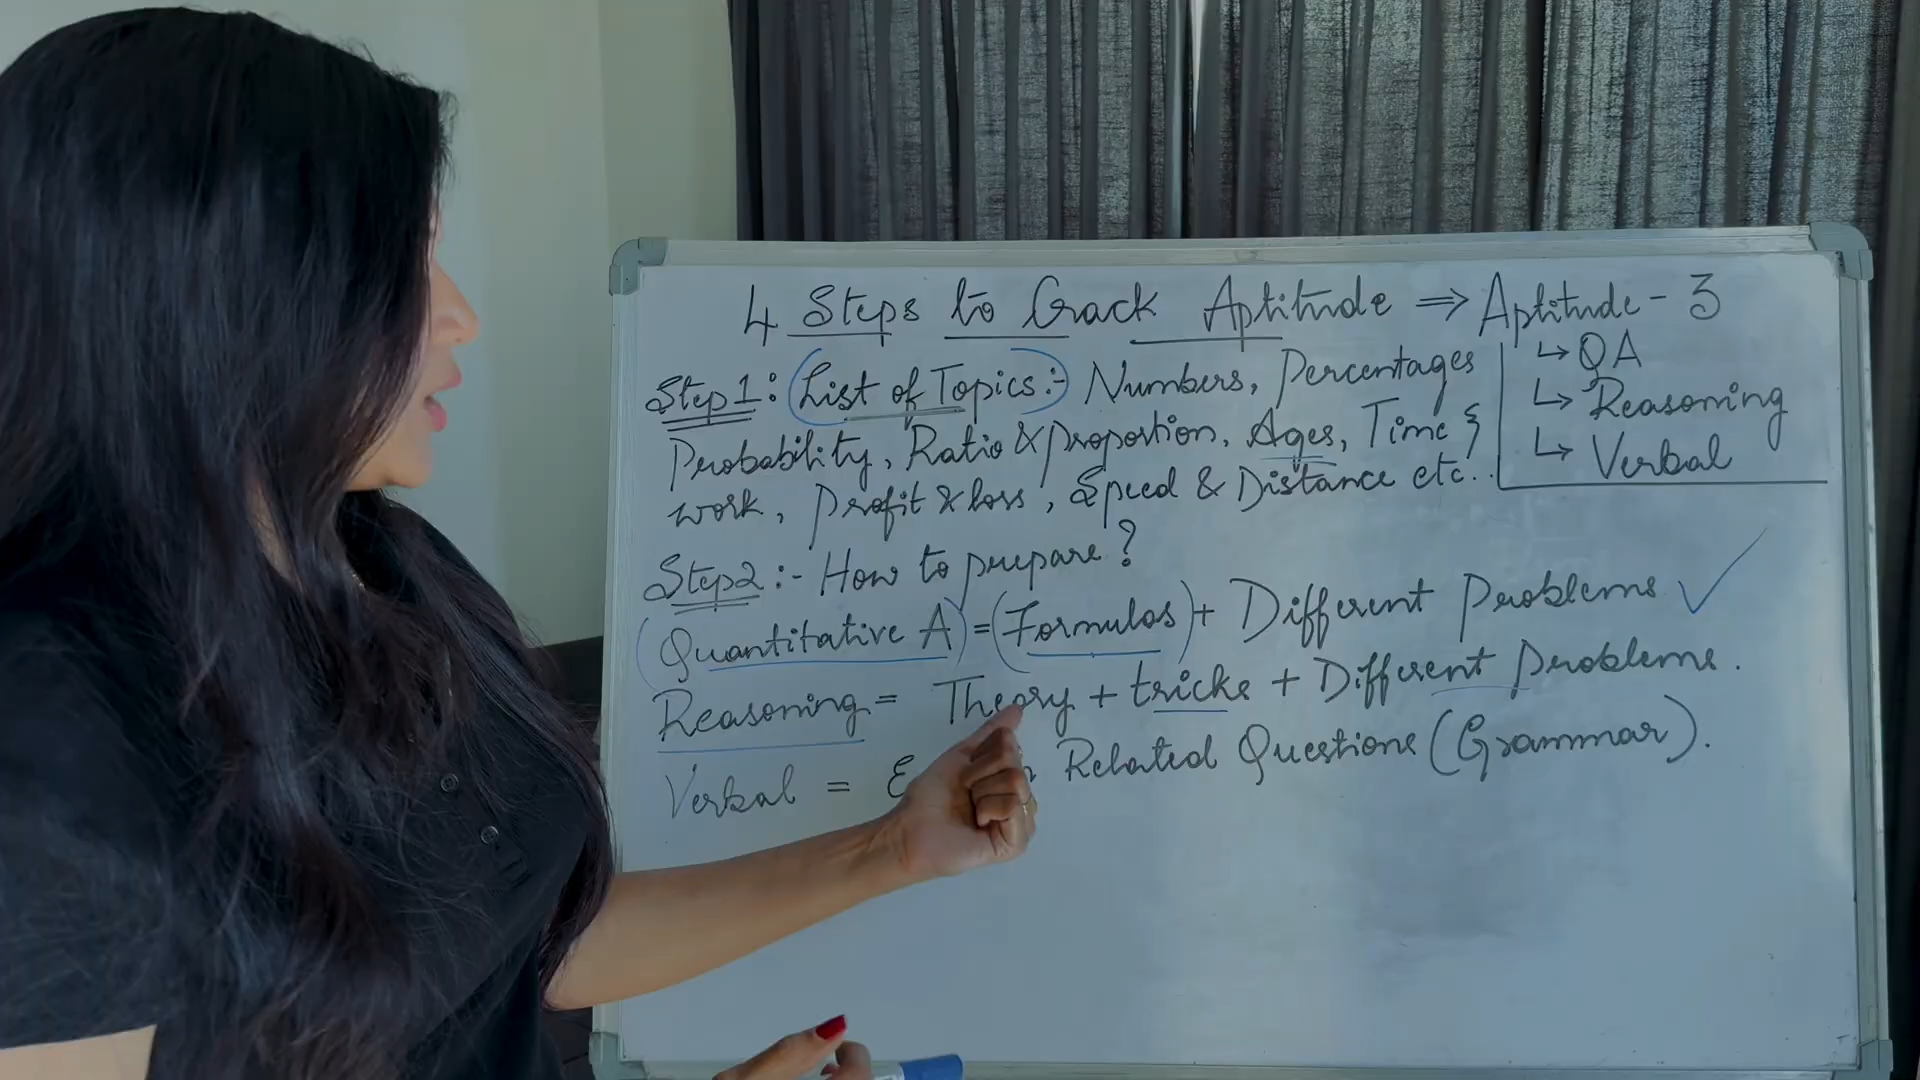 4 Steps to Crack Aptitude ⇒ Aptitude - 3
↳ QA
↳ Reasoning
↳ Verbal
Step 1: (List of Topics:-) Numbers, Percentages
Probability, Ratio & proportion, Ages, Time &
work, Profit & loss, Speed & Distance etc..
Step2 :- How to prepare?
(Quantitative A) = (Formulas) + Different Problems ✓
Reasoning = Theory + tricks + Different Problems.
Verbal = Related Questions (Grammar).